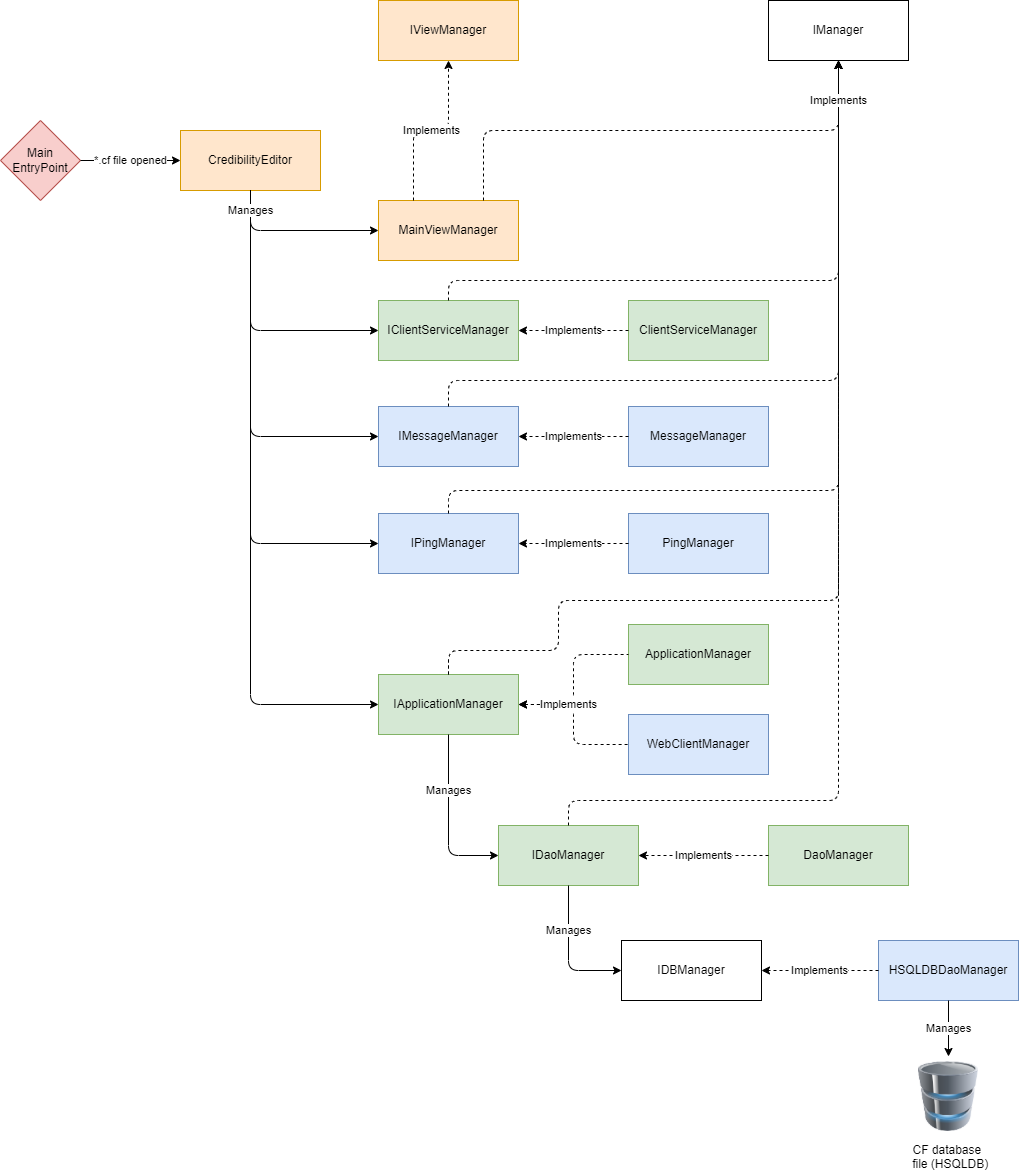 IViewManager
IManager
Implements
Implements
Main
EntryPoint
*.cf file opened
CredibilityEditor
Manages
MainViewManager
IClientServiceManager
Implements
ClientServiceManager
IMessageManager
Implements
MessageManager
IPingManager
Implements
PingManager
ApplicationManager
IApplicationManager
Implements
WebClientManager
Manages
IDaoManager
Implements
DaoManager
Manages
IDBManager
Implements
HSQLDBDaoManager
Manages
CF database
file (HSQLDB)